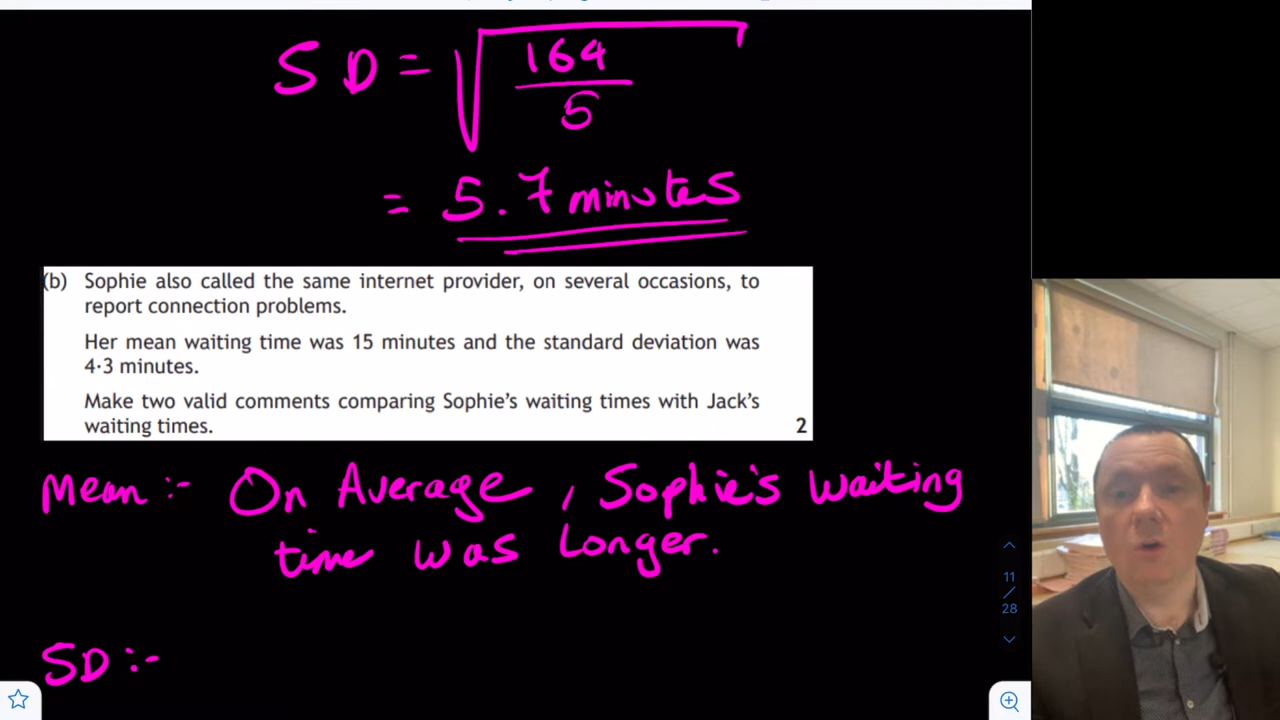 SD = √164/5
= 5.7 minutes
(b) Sophie also called the same internet provider, on several occasions, to
report connection problems.
Her mean waiting time was 15 minutes and the standard deviation was
4·3 minutes.
Make two valid comments comparing Sophie's waiting times with Jack's
waiting times.
2
Mean :- On Average, Sophie's waiting
time was Longer.
11
/
28
SD :-